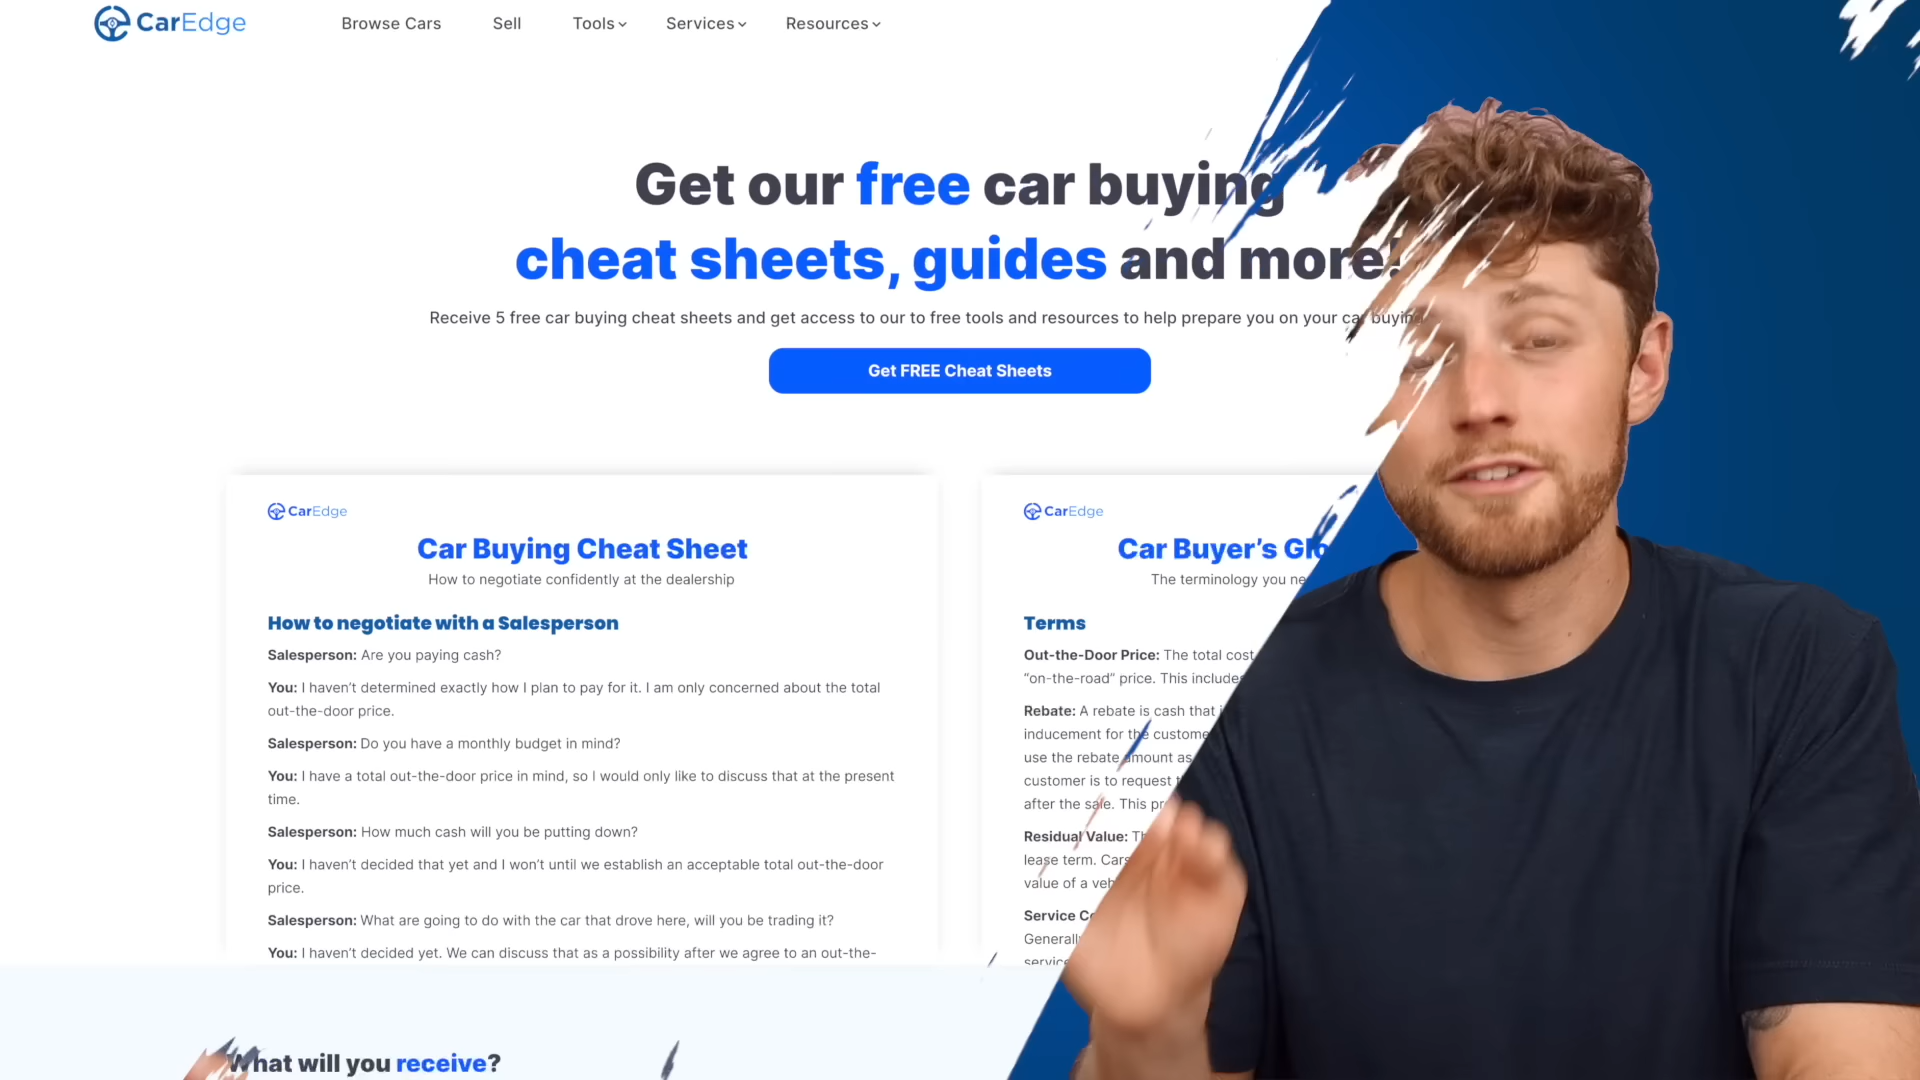 CarEdge
Browse Cars
Sell
Tools
Services
Resources
Get our free car buying
cheat sheets, guides and more!
Receive 5 free car buying cheat sheets and get access to our to free tools and resources to help prepare you on your car buying
Get FREE Cheat Sheets
CarEdge
Car Buying Cheat Sheet
How to negotiate confidently at the dealership
How to negotiate with a Salesperson
Salesperson: Are you paying cash?
You: I haven’t determined exactly how I plan to pay for it. I am only concerned about the total
out-the-door price.
Salesperson: Do you have a monthly budget in mind?
You: I have a total out-the-door price in mind, so I would only like to discuss that at the present
time.
Salesperson: How much cash will you be putting down?
You: I haven’t decided that yet and I won’t until we establish an acceptable total out-the-door
price.
Salesperson: What are going to do with the car that drove here, will you be trading it?
You: I haven’t decided yet. We can discuss that as a possibility after we agree to an out-the-
CarEdge
Car Buyer’s
The terminology you
Terms
Out-the-Door Price: The total cost
“on-the-road” price. This includes
Rebate: A rebate is cash that
inducement for the customer
use the rebate amount as
customer is to request
after the sale. This
Residual Value:
lease term. Cars
value of a
Service
What will you receive?